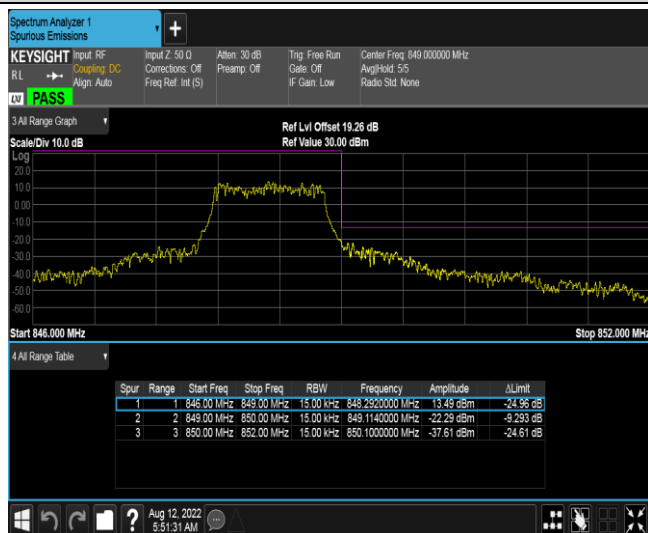 Spectrum Analyzer 1
Spurious Emissions
+
KEYSIGHT Input: RF Input Z: 50 Ω Atten: 30 dB Trig: Free Run Center Freq: 849.000000 MHz
RL Coupling: DC Corrections: Off Preamp: Off Gate: Off Avg|Hold: 5/5
Align: Auto Freq Ref: Int (S) IF Gain: Low Radio Std: None
LXI PASS
3 All Range Graph
Ref Lvl Offset 19.26 dB
Scale/Div 10.0 dB Ref Value 30.00 dBm
Log
20.0
10.0
0.00
-10.0
-20.0
-30.0
-40.0
-50.0
-60.0
Start 846.000 MHz Stop 852.000 MHz
4 All Range Table
Spur Range Start Freq Stop Freq RBW Frequency Amplitude ΔLimit
1 1 846.00 MHz 849.00 MHz 15.00 kHz 848.2920000 MHz 13.49 dBm -24.96 dB
2 2 849.00 MHz 850.00 MHz 15.00 kHz 849.1140000 MHz -22.29 dBm -9.293 dB
3 3 850.00 MHz 852.00 MHz 15.00 kHz 850.1000000 MHz -37.61 dBm -24.61 dB
? Aug 12, 2022
5:51:31 AM